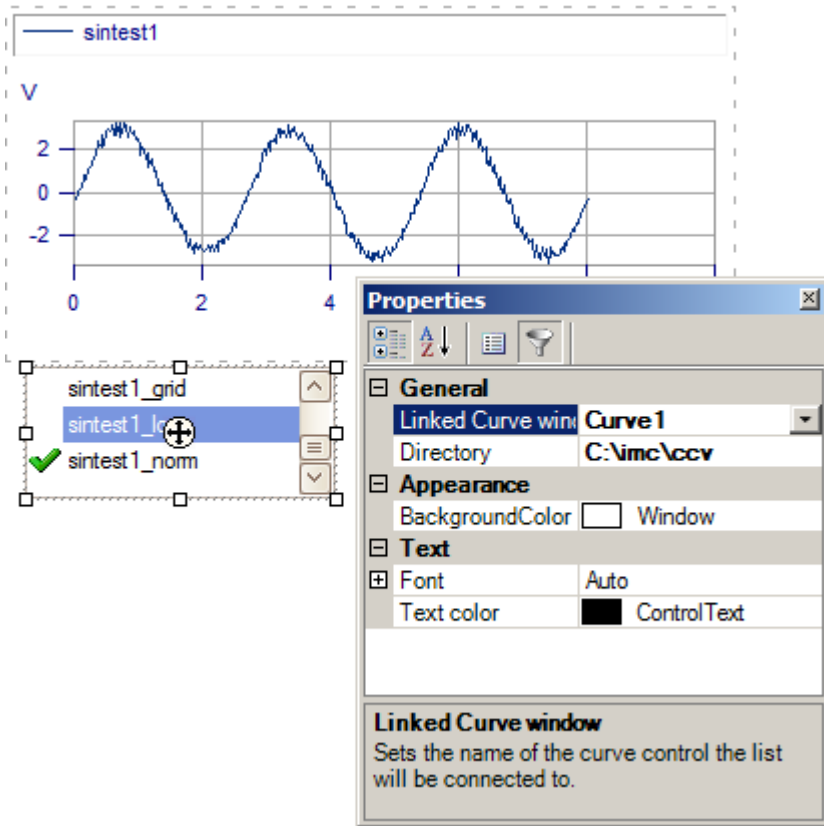 sintest1
V
2
0
-2
0 2 4
Properties
General
Linked Curve win Curve1
Directory C:\imc\ccv
Appearance
BackgroundColor Window
Text
Font Auto
Text color ControlText
Linked Curve window
Sets the name of the curve control the list
will be connected to.
sintest1_grid
sintest1_lo
sintest1_norm